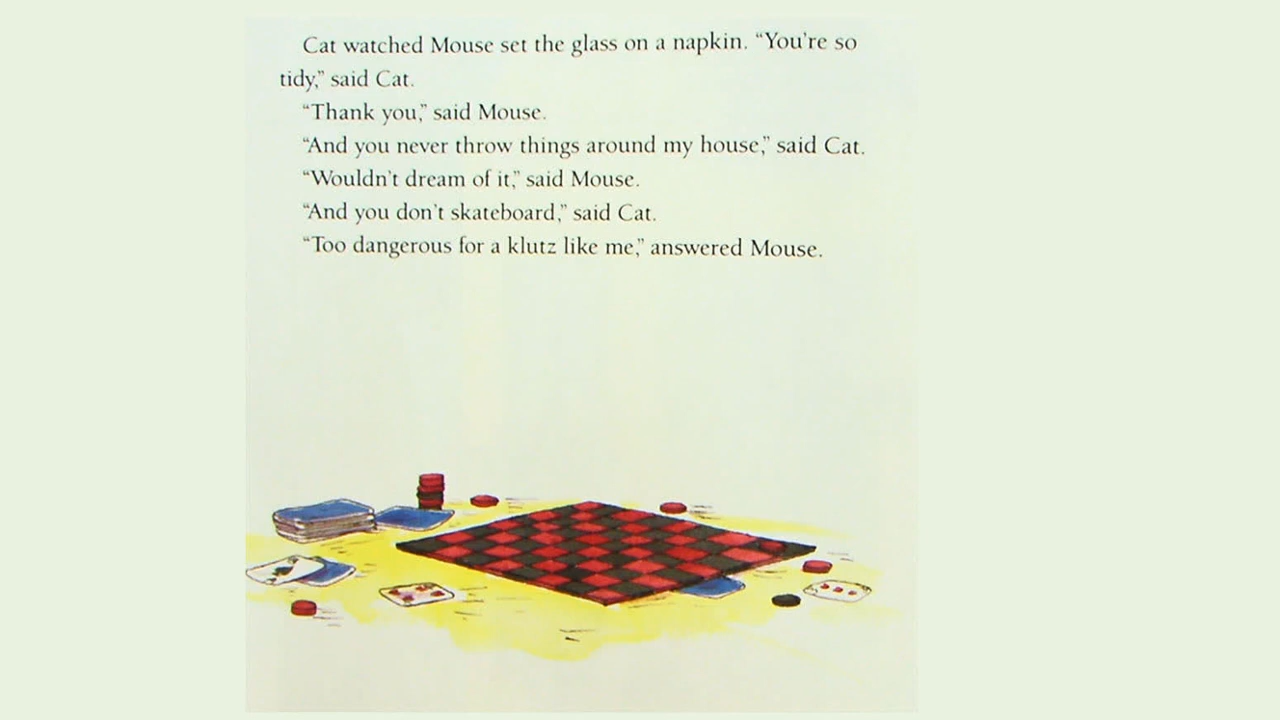 Cat watched Mouse set the glass on a napkin. “You’re so
tidy,” said Cat.
“Thank you,” said Mouse.
“And you never throw things around my house,” said Cat.
“Wouldn’t dream of it,” said Mouse.
“And you don’t skateboard,” said Cat.
“Too dangerous for a klutz like me,” answered Mouse.